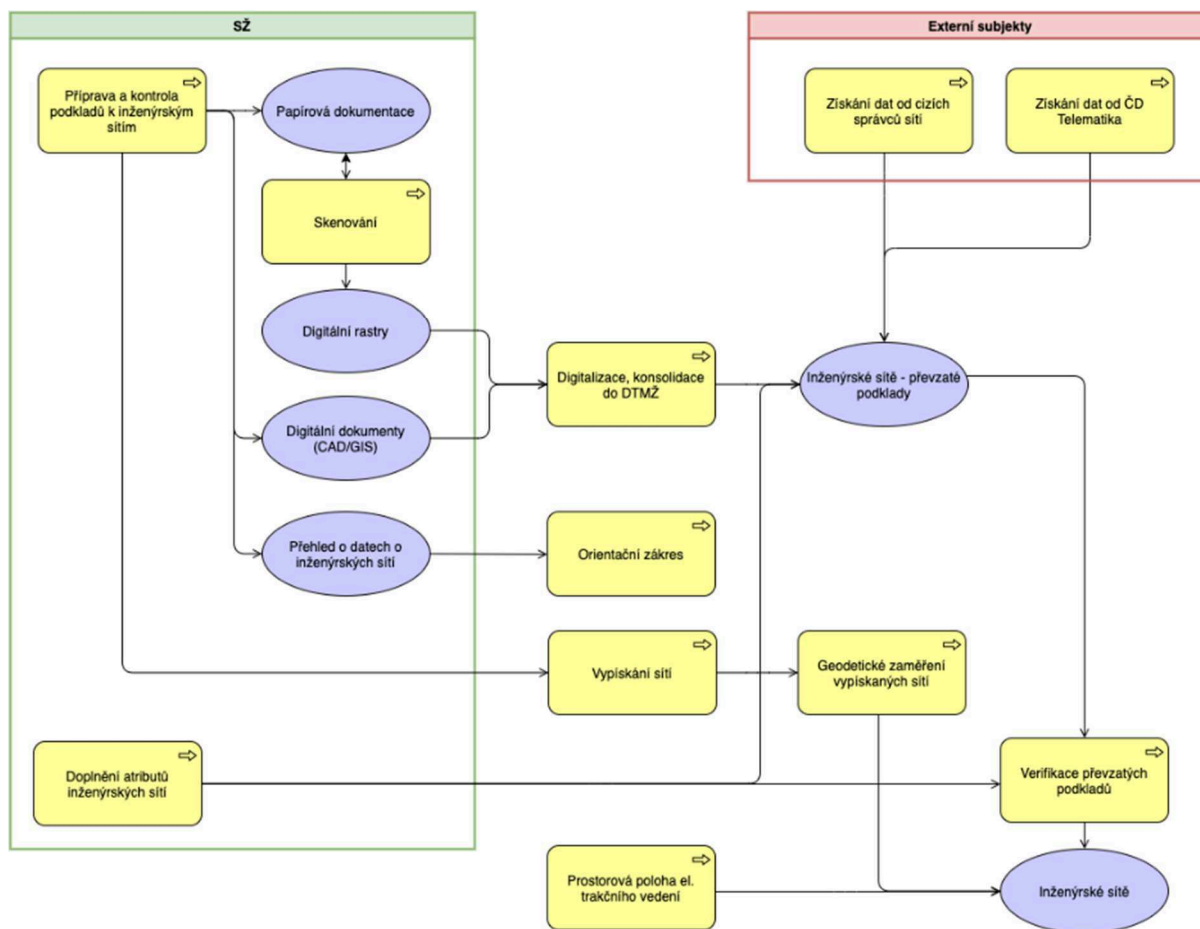 SŽ
Externí subjekty
Příprava a kontrola
podkladů k inženýrským
sítím
Papírová dokumentace
Získání dat od cizích
správců sítí
Získání dat od ČD
Telematika
Skenování
Digitální rastry
Digitalizace, konsolidace
do DTMŽ
Inženýrské sítě - převzaté
podklady
Digitální dokumenty
(CAD/GIS)
Přehled o datech o
inženýrských sítí
Orientační zákres
Vypískání sítí
Geodetické zaměření
vypískaných sítí
Doplnění atributů
inženýrských sítí
Verifikace převzatých
podkladů
Prostorová poloha el.
trakčního vedení
Inženýrské sítě